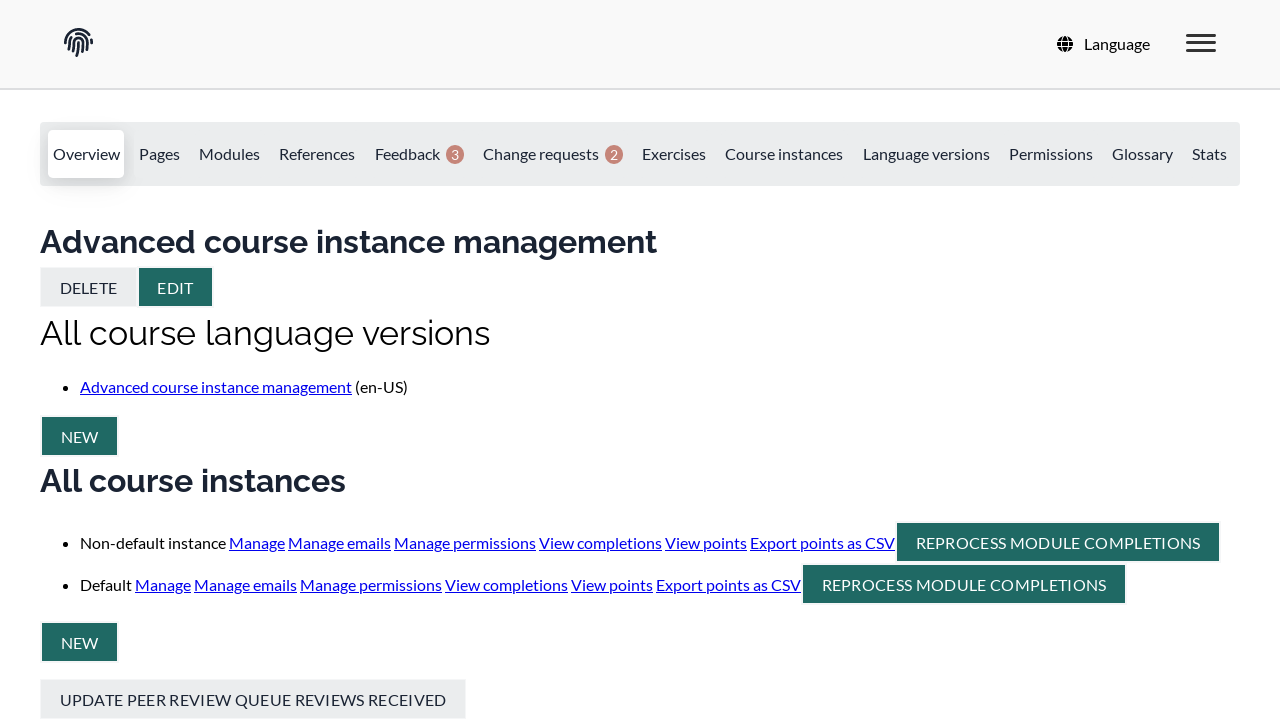 Language
Overview Pages Modules References Feedback 3 Change requests 2 Exercises Course instances Language versions Permissions Glossary Stats
Advanced course instance management
DELETE EDIT
All course language versions
Advanced course instance management (en-US)
NEW
All course instances
Non-default instance Manage Manage emails Manage permissions View completions View points Export points as CSV REPROCESS MODULE COMPLETIONS
Default Manage Manage emails Manage permissions View completions View points Export points as CSV REPROCESS MODULE COMPLETIONS
NEW
UPDATE PEER REVIEW QUEUE REVIEWS RECEIVED